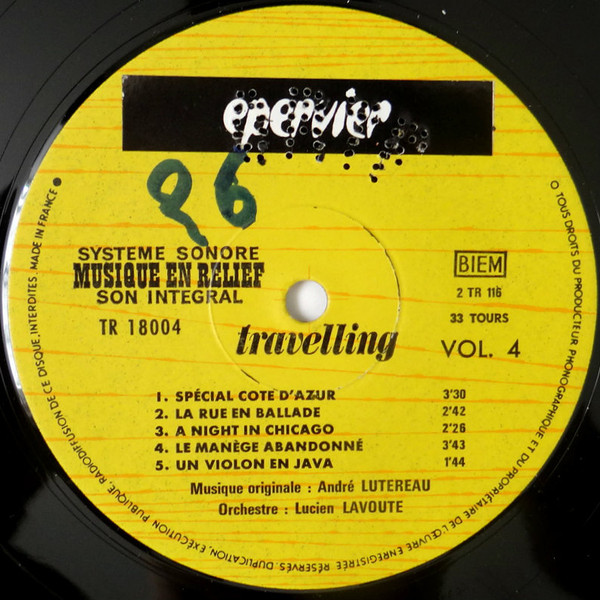 epervier
96
SYSTEME SONORE
MUSIQUE EN RELIEF
SON INTEGRAL
TR 18004
travelling
BIEM
2 TR 116
33 TOURS
VOL. 4
1. SPÉCIAL COTE D'AZUR 3'30
2. LA RUE EN BALLADE 2'42
3. A NIGHT IN CHICAGO 2'26
4. LE MANÈGE ABANDONNÉ 3'43
5. UN VIOLON EN JAVA 1'44
Musique originale : André LUTEREAU
Orchestre : Lucien LAVOUTE
O TOUS DROITS DU PRODUCTEUR PHONOGRAPHIQUE ET DU PROPRIÉTAIRE DE L'ŒUVRE ENREGISTRÉE RÉSERVÉS. DUPLICATION, EXÉCUTION PUBLIQUE, RADIODIFFUSION DE CE DISQUE, INTERDITES. MADE IN FRANCE